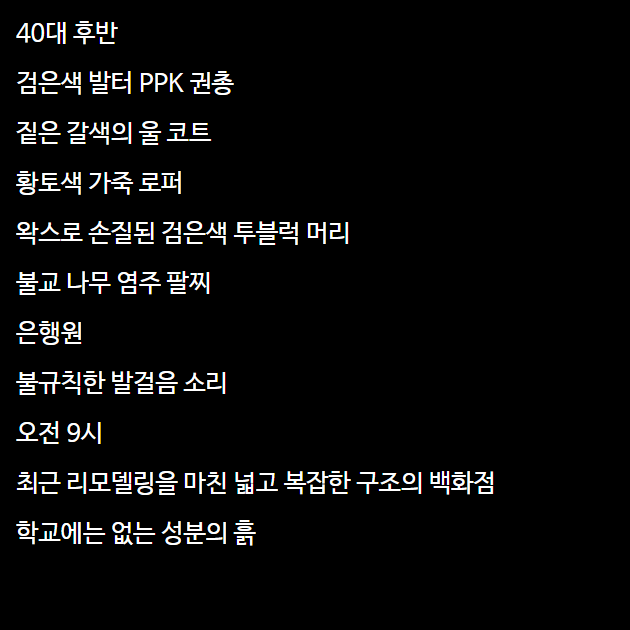 40대 후반
검은색 발터 PPK 권총
짙은 갈색의 울 코트
황토색 가죽 로퍼
왁스로 손질된 검은색 투블럭 머리
불교 나무 염주 팔찌
은행원
불규칙한 발걸음 소리
오전 9시
최근 리모델링을 마친 넓고 복잡한 구조의 백화점
학교에는 없는 성분의 흙